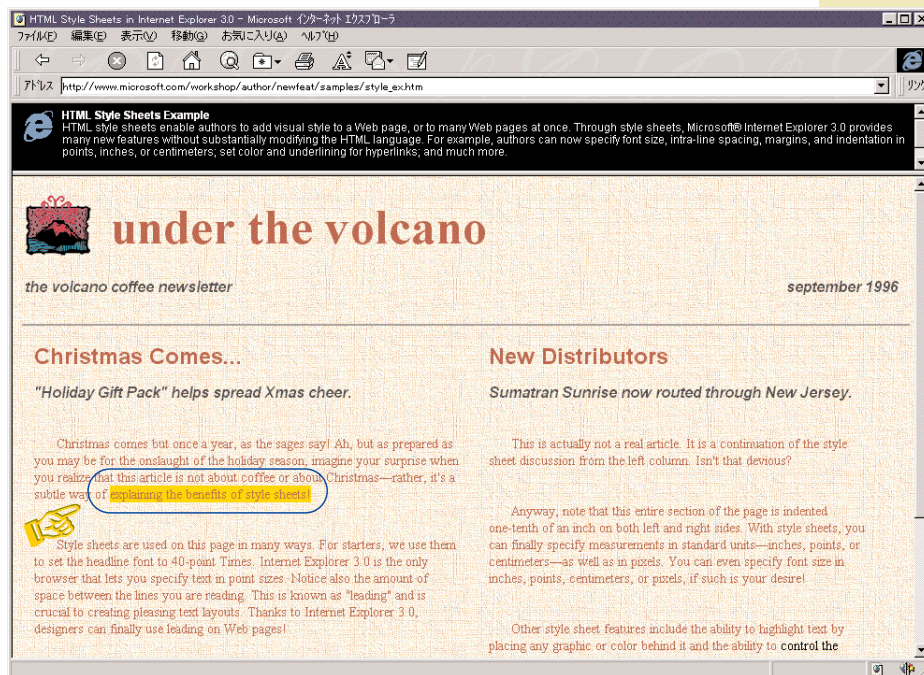 HTML Style Sheets in Internet Explorer 3.0 - Microsoft インターネット エクスプローラ
ファイル(F) 編集(E) 表示(V) 移動(G) お気に入り(A) ヘルプ(H)
アドレス http://www.microsoft.com/workshop/author/newfeat/samples/style_ex.htm リンク
HTML Style Sheets Example
HTML style sheets enable authors to add visual style to a Web page, or to many Web pages at once. Through style sheets, Microsoft® Internet Explorer 3.0 provides
many new features without substantially modifying the HTML language. For example, authors can now specify font size, intra-line spacing, margins, and indentation in
points, inches, or centimeters; set color and underlining for hyperlinks; and much more.
under the volcano
the volcano coffee newsletter september 1996
Christmas Comes...
"Holiday Gift Pack" helps spread Xmas cheer.
Christmas comes but once a year, as the sages say! Ah, but as prepared as
you may be for the onslaught of the holiday season, imagine your surprise when
you realize that this article is not about coffee or about Christmas—rather, it's a
subtle way of explaining the benefits of style sheets!
Style sheets are used on this page in many ways. For starters, we use them
to set the headline font to 40-point Times. Internet Explorer 3.0 is the only
browser that lets you specify text in point sizes. Notice also the amount of
space between the lines you are reading. This is known as "leading" and is
crucial to creating pleasing text layouts. Thanks to Internet Explorer 3.0,
designers can finally use leading on Web pages!
New Distributors
Sumatran Sunrise now routed through New Jersey.
This is actually not a real article. It is a continuation of the style
sheet discussion from the left column. Isn't that devious?
Anyway, note that this entire section of the page is indented
one-tenth of an inch on both left and right sides. With style sheets, you
can finally specify measurements in standard units—inches, points, or
centimeters—as well as in pixels. You can even specify font size in
inches, points, centimeters, or pixels, if such is your desire!
Other style sheet features include the ability to highlight text by
placing any graphic or color behind it and the ability to control the